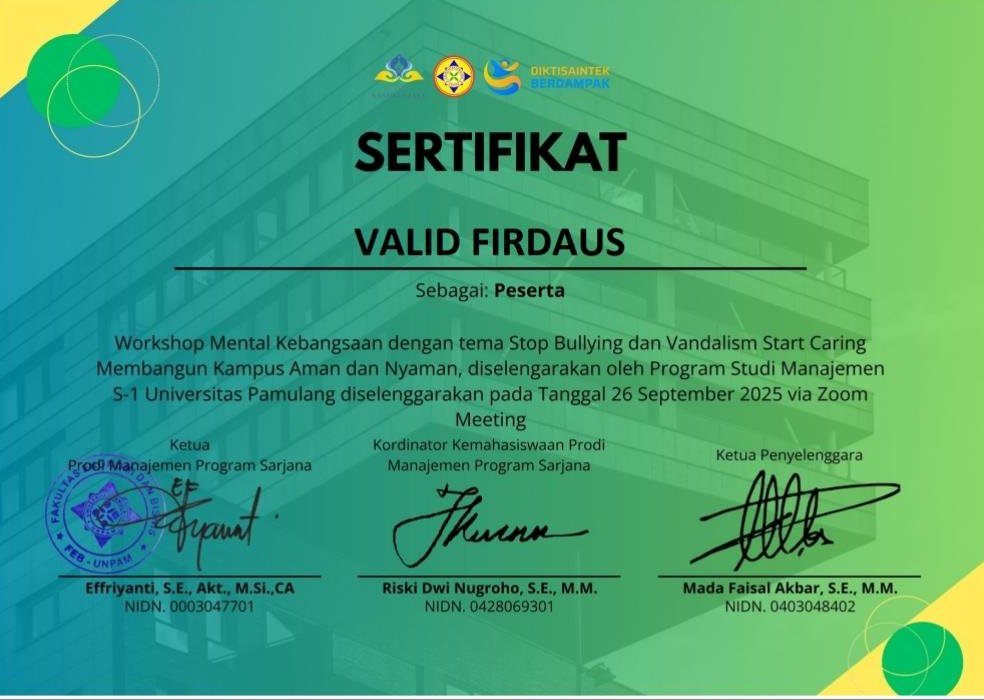 DIKTISAINTEK
BERDAMPAK
SERTIFIKAT
VALID FIRDAUS
Sebagai: Peserta
Workshop Mental Kebangsaan dengan tema Stop Bullying dan Vandalism Start Caring
Membangun Kampus Aman dan Nyaman, diselengarakan oleh Program Studi Manajemen
S-1 Universitas Pamulang diselenggarakan pada Tanggal 26 September 2025 via Zoom
Meeting
Ketua
Prodi Manajemen Program Sarjana
FAKULTAS DAN BISNIS
FEB - UNPAM
Effriyanti, S.E., Akt., M.Si.,CA
NIDN. 0003047701
Kordinator Kemahasiswaan Prodi
Manajemen Program Sarjana
Riski Dwi Nugroho, S.E., M.M.
NIDN. 0428069301
Ketua Penyelenggara
Mada Faisal Akbar, S.E., M.M.
NIDN. 0403048402